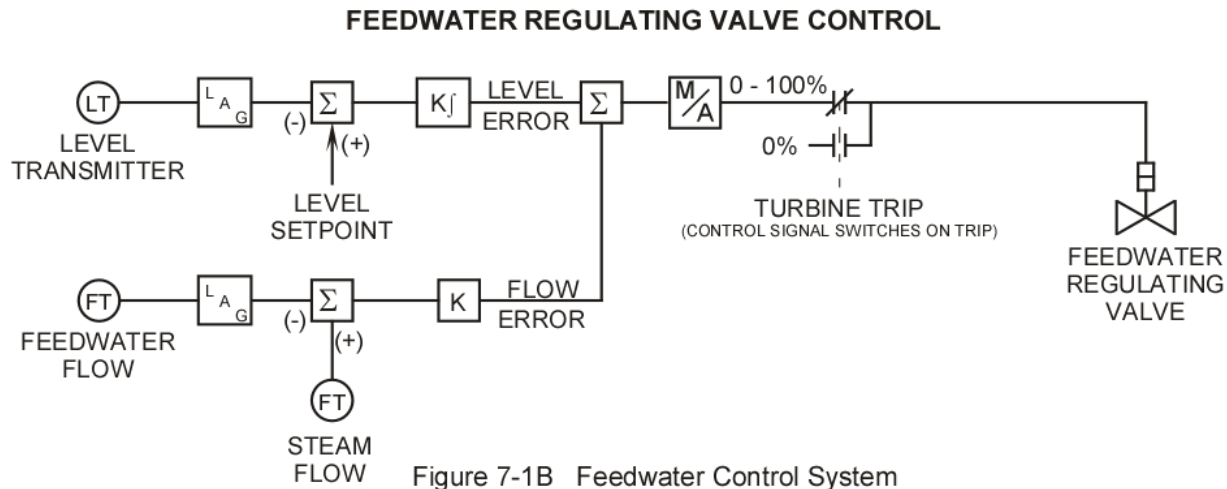 FEEDWATER REGULATING VALVE CONTROL
LT
LAG
(-)
Σ
(+)
K∫
LEVEL
ERROR
Σ
M/A
0 - 100%
0%
LEVEL
TRANSMITTER
LEVEL
SETPOINT
TURBINE TRIP
(CONTROL SIGNAL SWITCHES ON TRIP)
FEEDWATER
REGULATING
VALVE
FT
LAG
(-)
Σ
(+)
K
FLOW
ERROR
FEEDWATER
FLOW
FT
STEAM
FLOW
Figure 7-1B Feedwater Control System